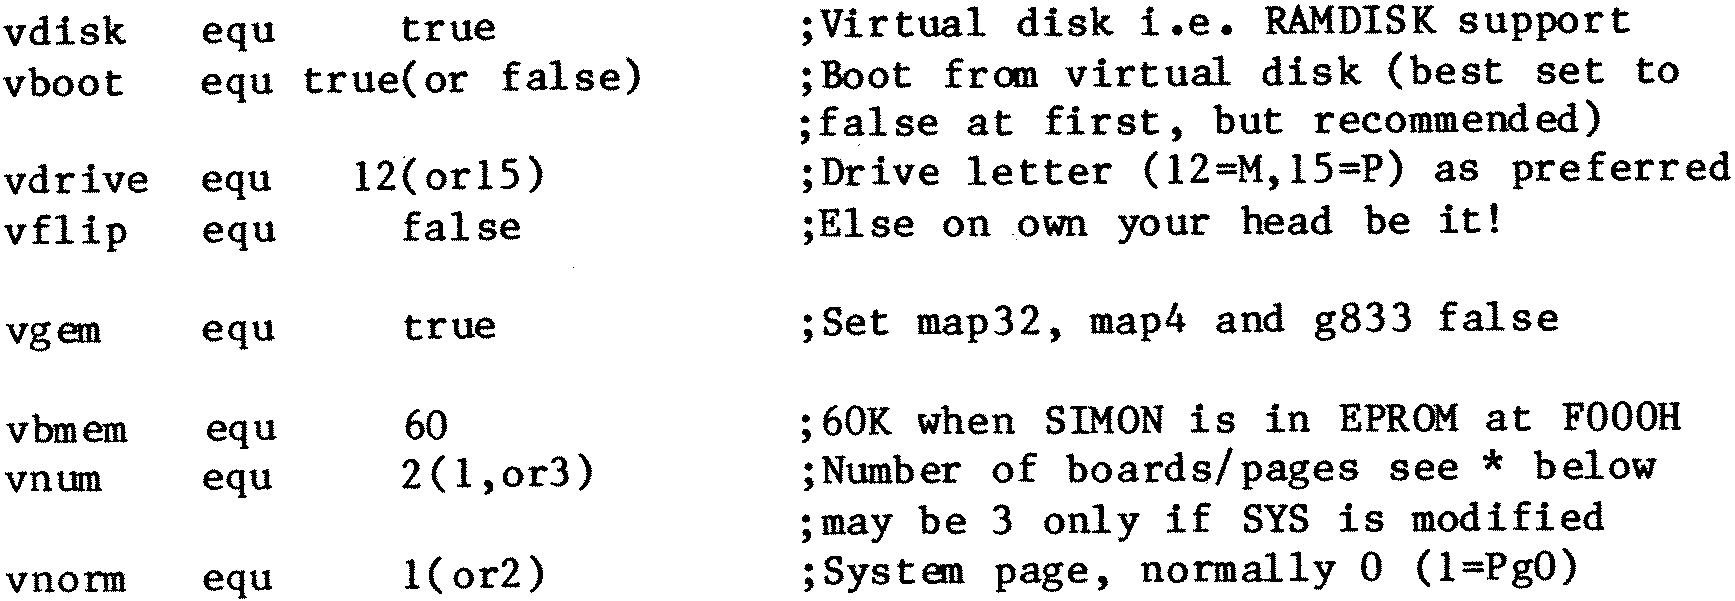 vdisk equ true ;Virtual disk i.e. RAMDISK support
vboot equ true(or false) ;Boot from virtual disk (best set to
;false at first, but recommended)
vdrive equ 12(or15) ;Drive letter (12=M,15=P) as preferred
vflip equ false ;Else on own your head be it!
vgem equ true ;Set map32, map4 and g833 false
vbmem equ 60 ;60K when SIMON is in EPROM at F000H
vnum equ 2(1,or3) ;Number of boards/pages see * below
;may be 3 only if SYS is modified
vnorm equ 1(or2) ;System page, normally 0 (1=Pg0)